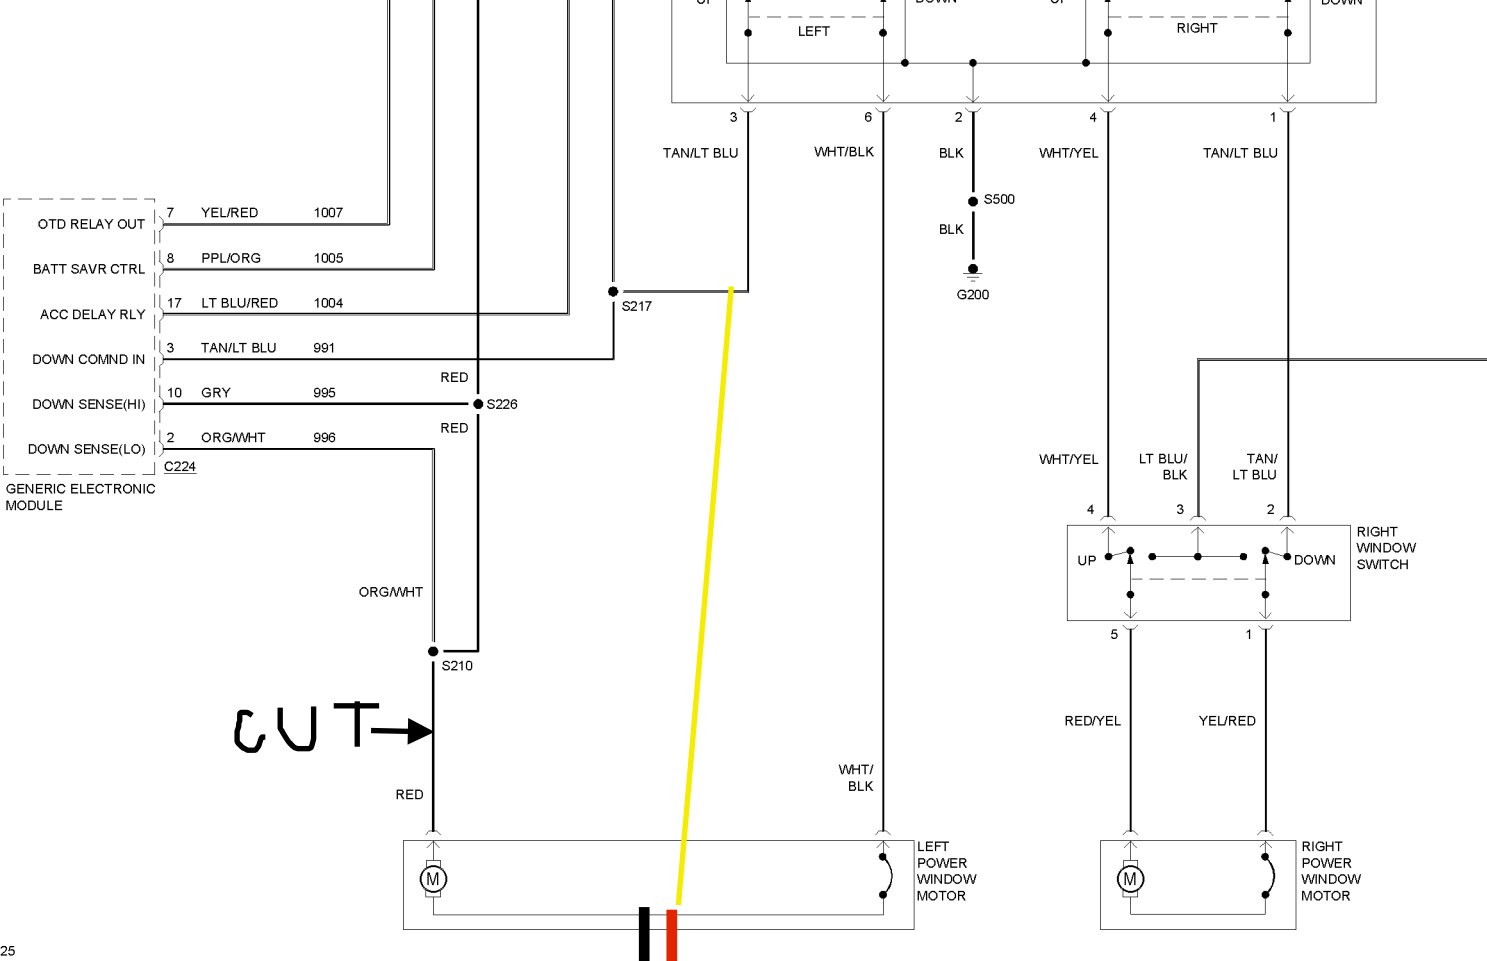 UP
DOWN
UP
DOWN
LEFT
RIGHT
3
6
2
4
1
TAN/LT BLU
WHT/BLK
BLK
WHT/YEL
TAN/LT BLU
S500
BLK
G200
OTD RELAY OUT
7
YEL/RED
1007
BATT SAVR CTRL
8
PPL/ORG
1005
ACC DELAY RLY
17
LT BLU/RED
1004
S217
DOWN COMND IN
3
TAN/LT BLU
991
RED
DOWN SENSE(HI)
10
GRY
995
S226
RED
DOWN SENSE(LO)
2
ORG/WHT
996
C224
GENERIC ELECTRONIC
MODULE
WHT/YEL
LT BLU/
BLK
TAN/
LT BLU
4
3
2
UP
DOWN
RIGHT
WINDOW
SWITCH
5
1
ORG/WHT
S210
CUT
RED
WHT/
BLK
RED/YEL
YEL/RED
M
LEFT
POWER
WINDOW
MOTOR
M
RIGHT
POWER
WINDOW
MOTOR
25